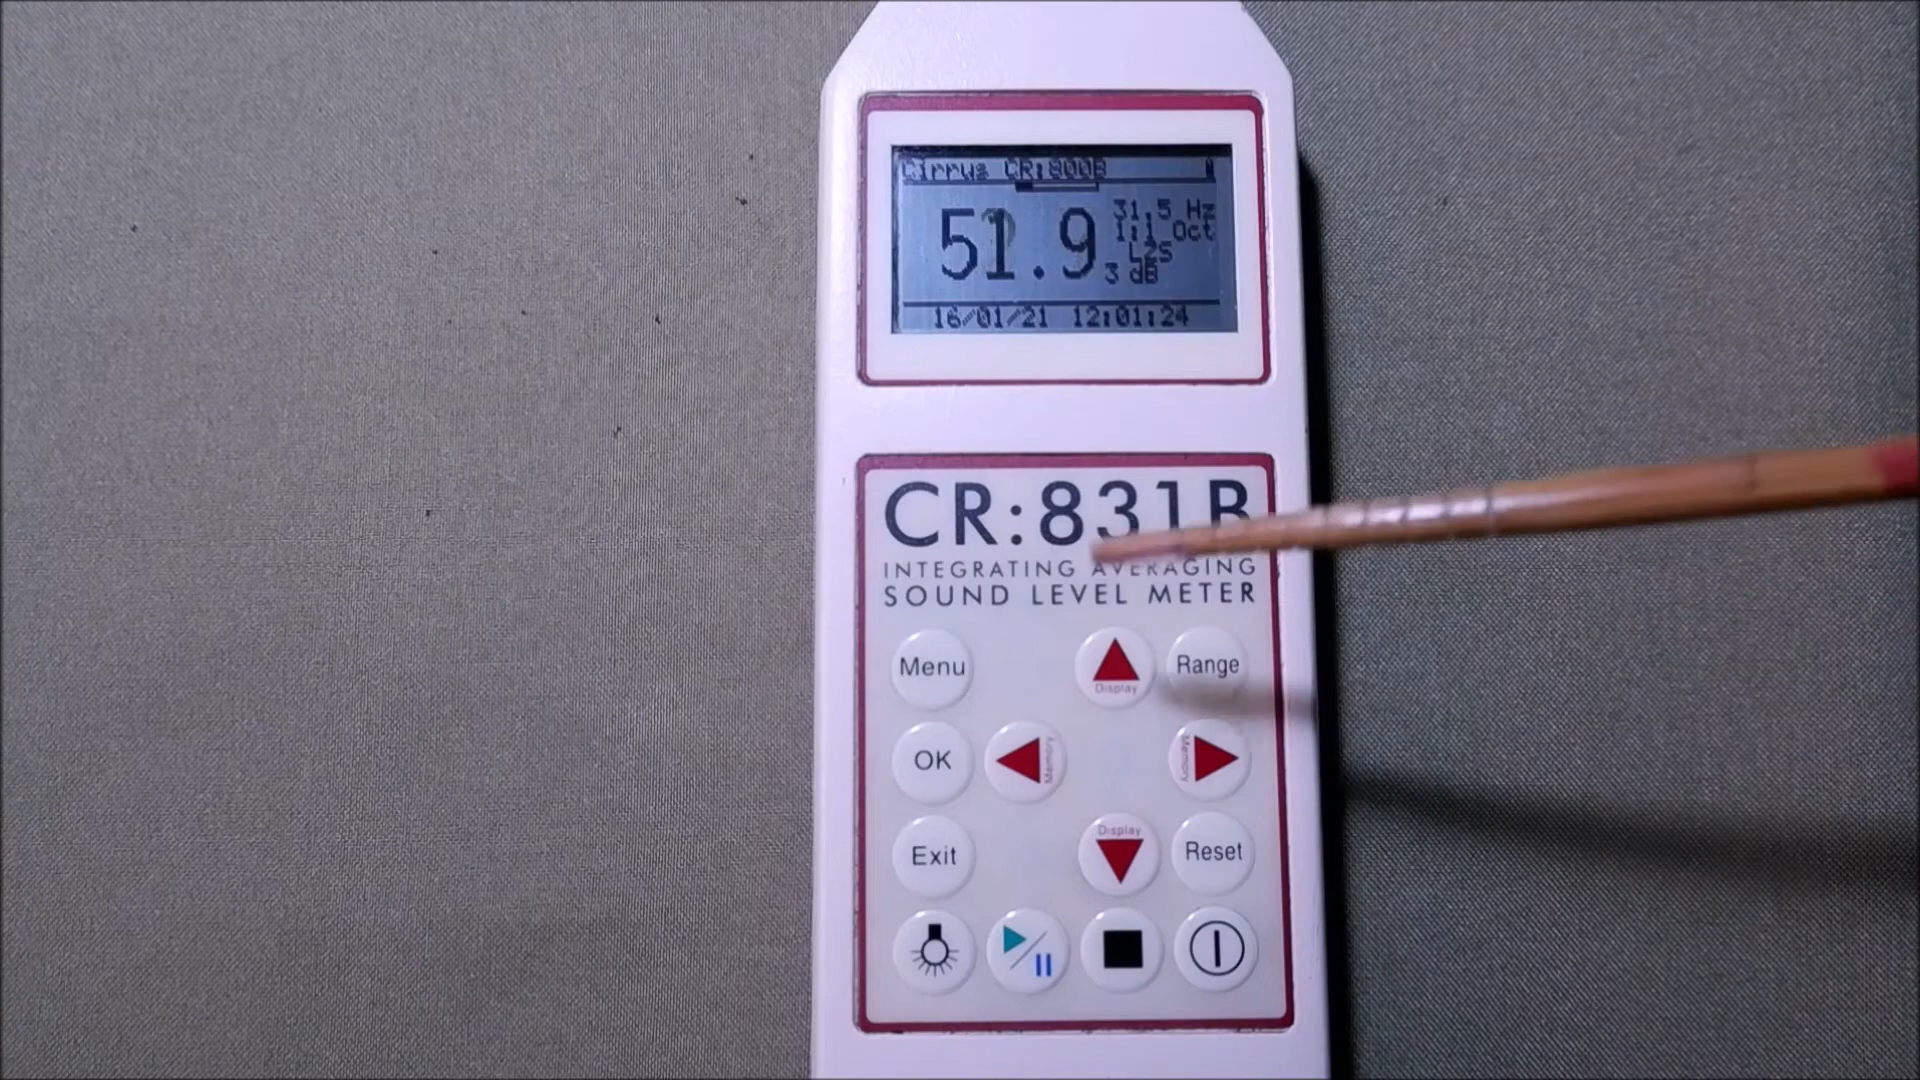 Cirrus CR:800B
51.9
31.5 Hz
1:1 Oct
LZS
3 dB
16/01/21 12:01:24
CR:831B
INTEGRATING AVERAGING
SOUND LEVEL METER
Menu
Display
Range
OK
Memory
Memory
Exit
Display
Reset